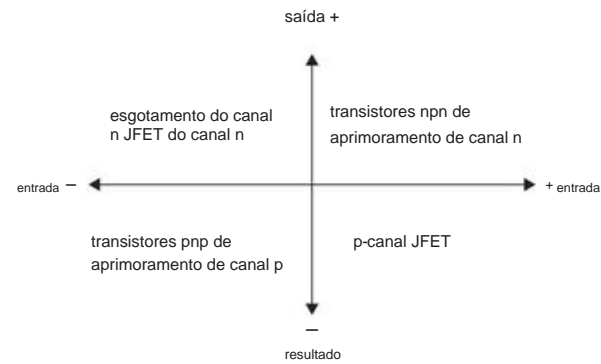 saída +
esgotamento do canal
n JFET do canal n
transistores npn de
aprimoramento de canal n
entrada −
+ entrada
transistores pnp de
aprimoramento de canal p
p-canal JFET
−
resultado